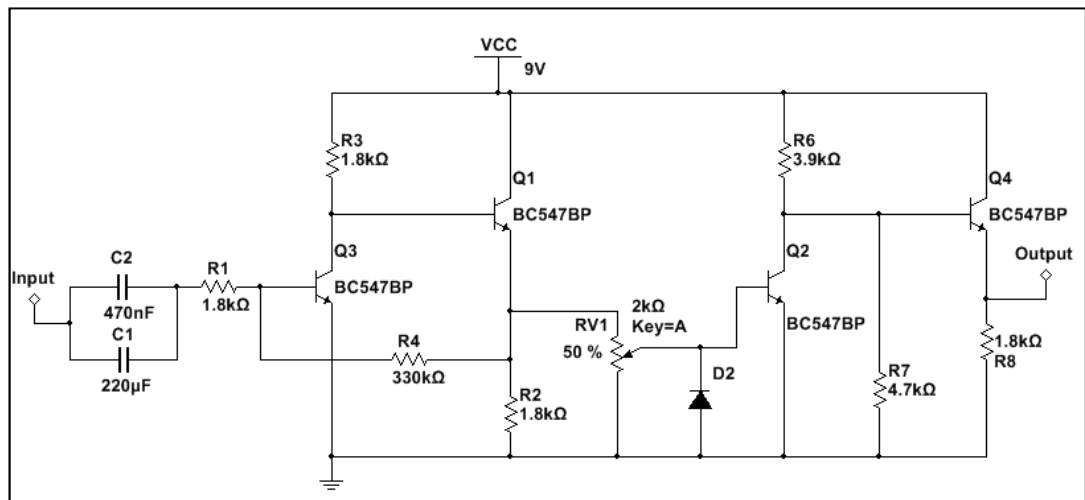 VCC
9V
R3
1.8kΩ
R6
3.9kΩ
Q1
BC547BP
Q4
BC547BP
Q3
BC547BP
Q2
BC547BP
Input
C2
470nF
C1
220µF
R1
1.8kΩ
R4
330kΩ
RV1
50 %
2kΩ
Key=A
Output
D2
R2
1.8kΩ
R7
4.7kΩ
1.8kΩ
R8